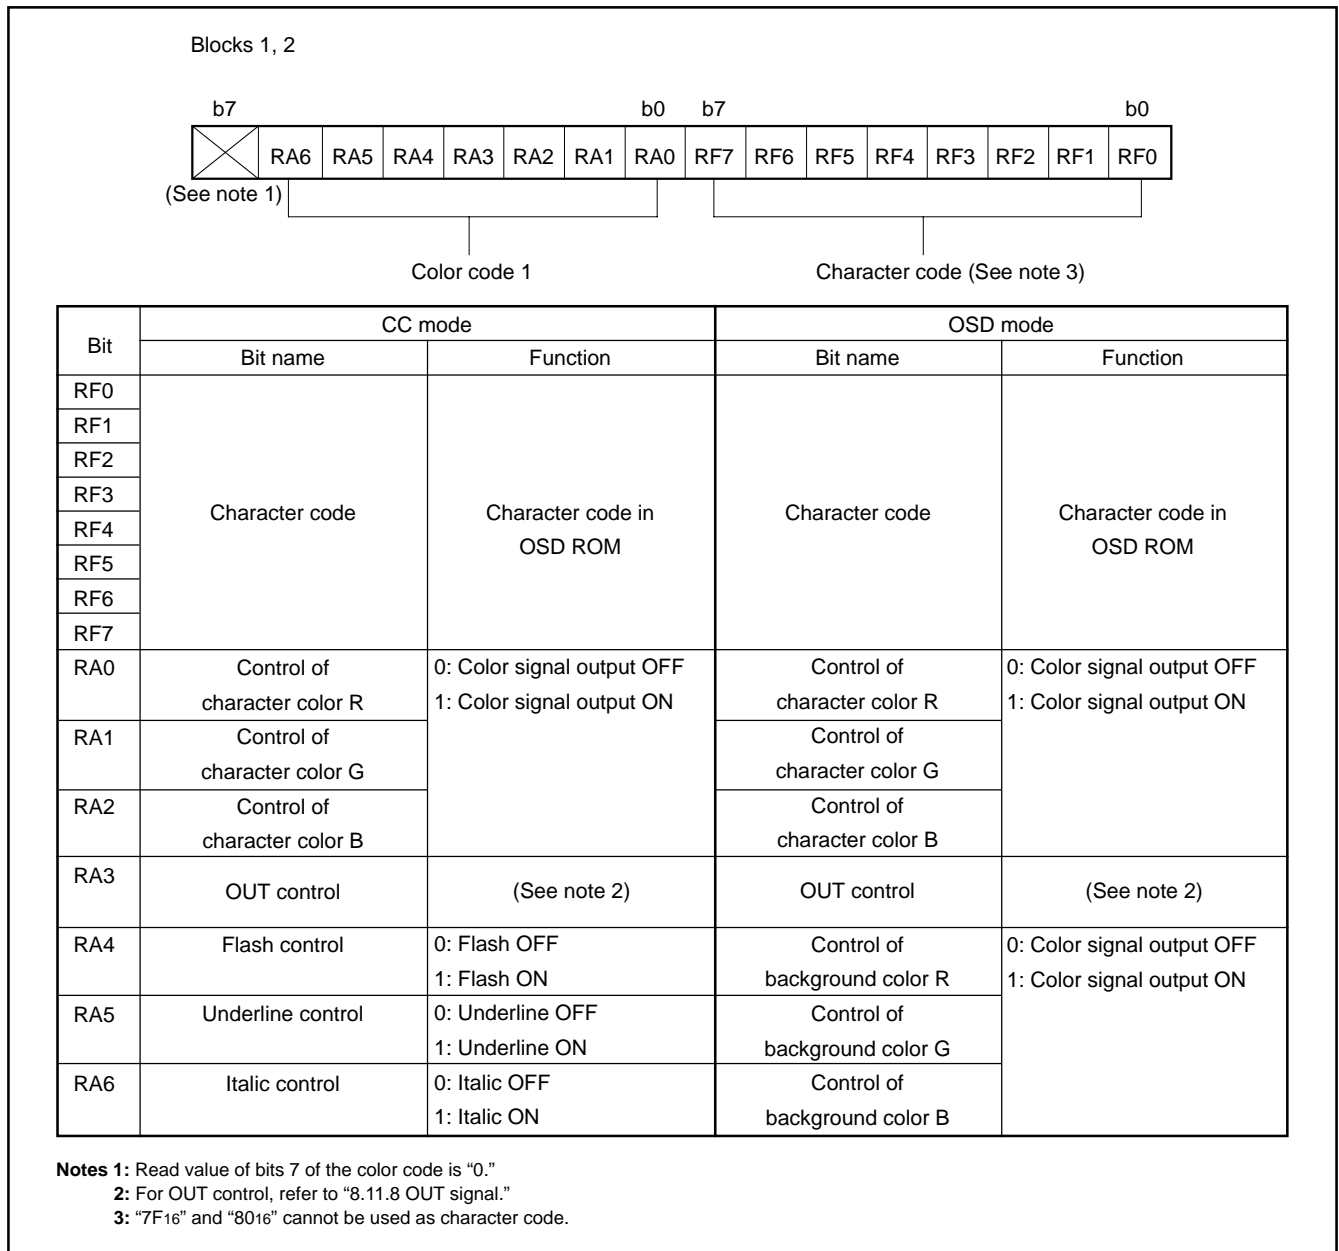 Blocks 1, 2
b7 b0 b7 b0
RA6 RA5 RA4 RA3 RA2 RA1 RA0 RF7 RF6 RF5 RF4 RF3 RF2 RF1 RF0
(See note 1)
Color code 1 Character code (See note 3)
Bit CC mode OSD mode
Bit name Function Bit name Function
RF0
RF1
RF2
RF3
RF4
RF5
RF6
RF7
Character code
Character code in
OSD ROM
Character code
Character code in
OSD ROM
RA0 Control of 0: Color signal output OFF Control of 0: Color signal output OFF
character color R 1: Color signal output ON character color R 1: Color signal output ON
RA1 Control of Control of
character color G character color G
RA2 Control of Control of
character color B character color B
RA3 OUT control (See note 2) OUT control (See note 2)
RA4 Flash control 0: Flash OFF Control of 0: Color signal output OFF
1: Flash ON background color R 1: Color signal output ON
RA5 Underline control 0: Underline OFF Control of
1: Underline ON background color G
RA6 Italic control 0: Italic OFF Control of
1: Italic ON background color B
Notes 1: Read value of bits 7 of the color code is “0.”
2: For OUT control, refer to “8.11.8 OUT signal.”
3: “7F16” and “8016” cannot be used as character code.